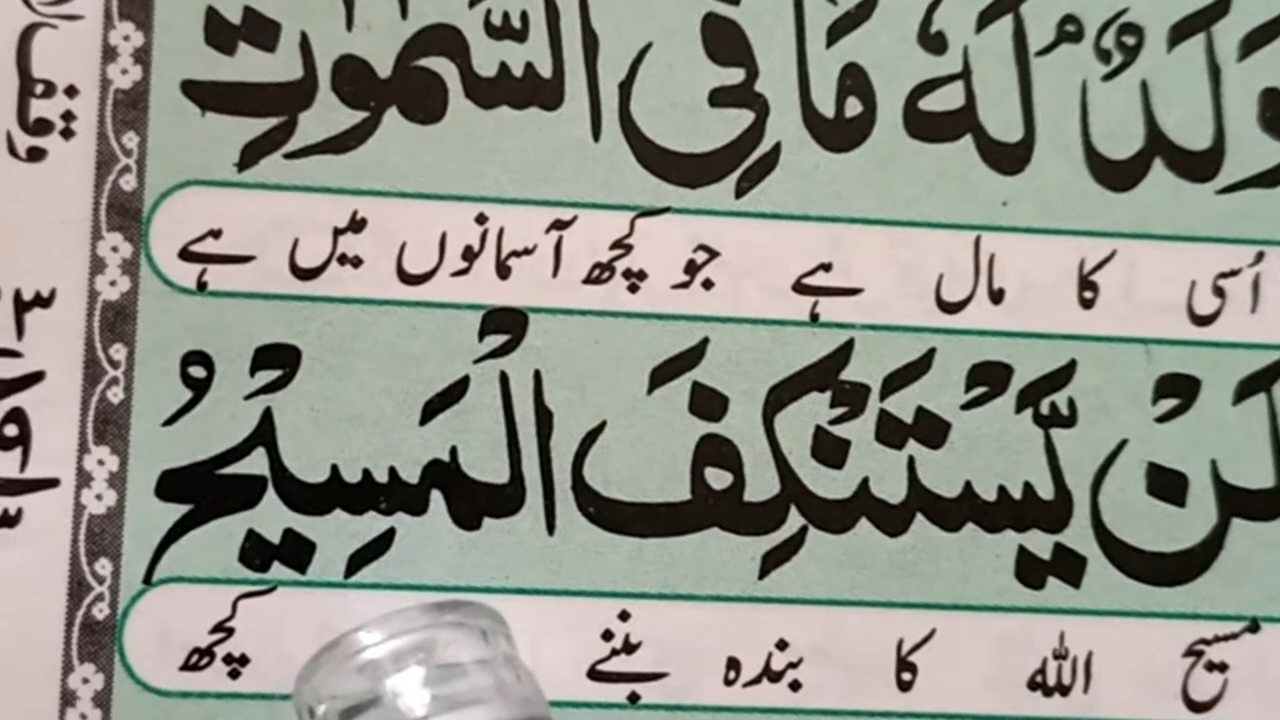 وَلَدٌ ۘ لَهٗ مَا فِی السَّمٰوٰتِ
اُسی کا مال ہے جو کچھ آسمانوں میں ہے
لَنْ یَّسْتَنْكِفَ الْمَسِیْحُ
مسیح اللہ کا بندہ بننے کچھ